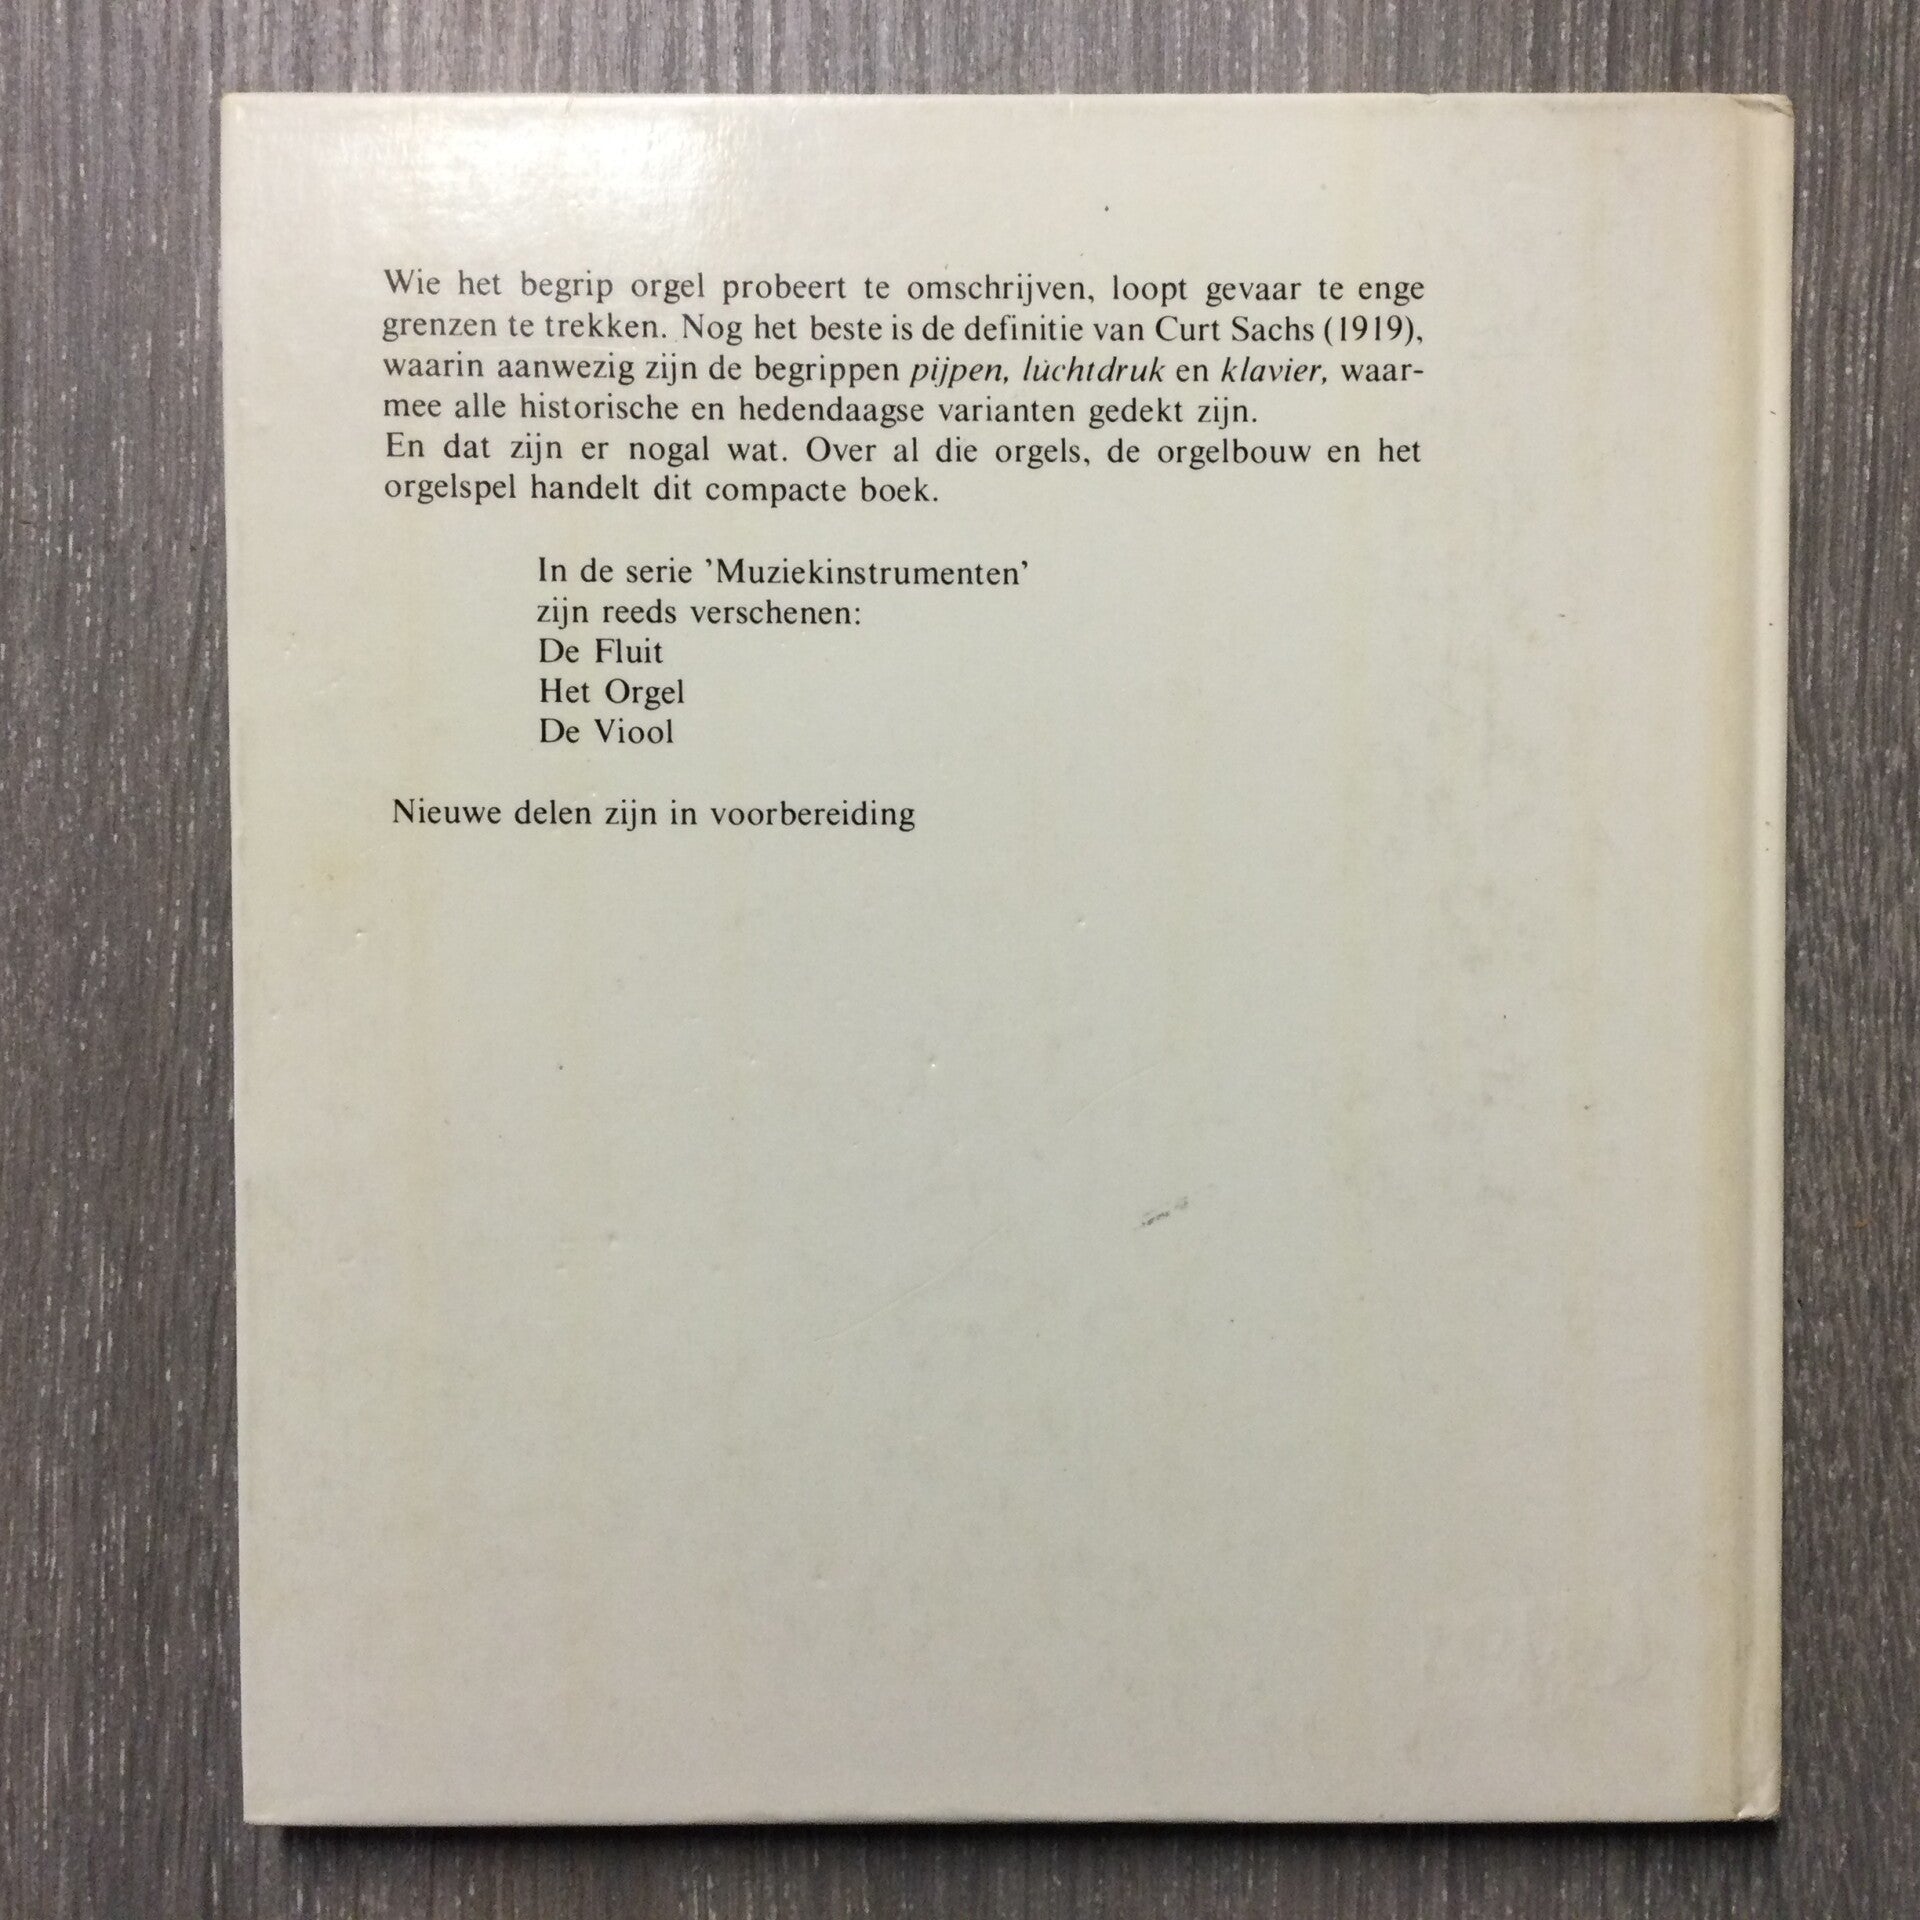 Wie het begrip orgel probeert te omschrijven, loopt gevaar te enge
grenzen te trekken. Nog het beste is de definitie van Curt Sachs (1919),
waarin aanwezig zijn de begrippen pijpen, luchtdruk en klavier, waar-
mee alle historische en hedendaagse varianten gedekt zijn.
En dat zijn er nogal wat. Over al die orgels, de orgelbouw en het
orgelspel handelt dit compacte boek.
In de serie ’Muziekinstrumenten’
zijn reeds verschenen:
De Fluit
Het Orgel
De Viool
Nieuwe delen zijn in voorbereiding